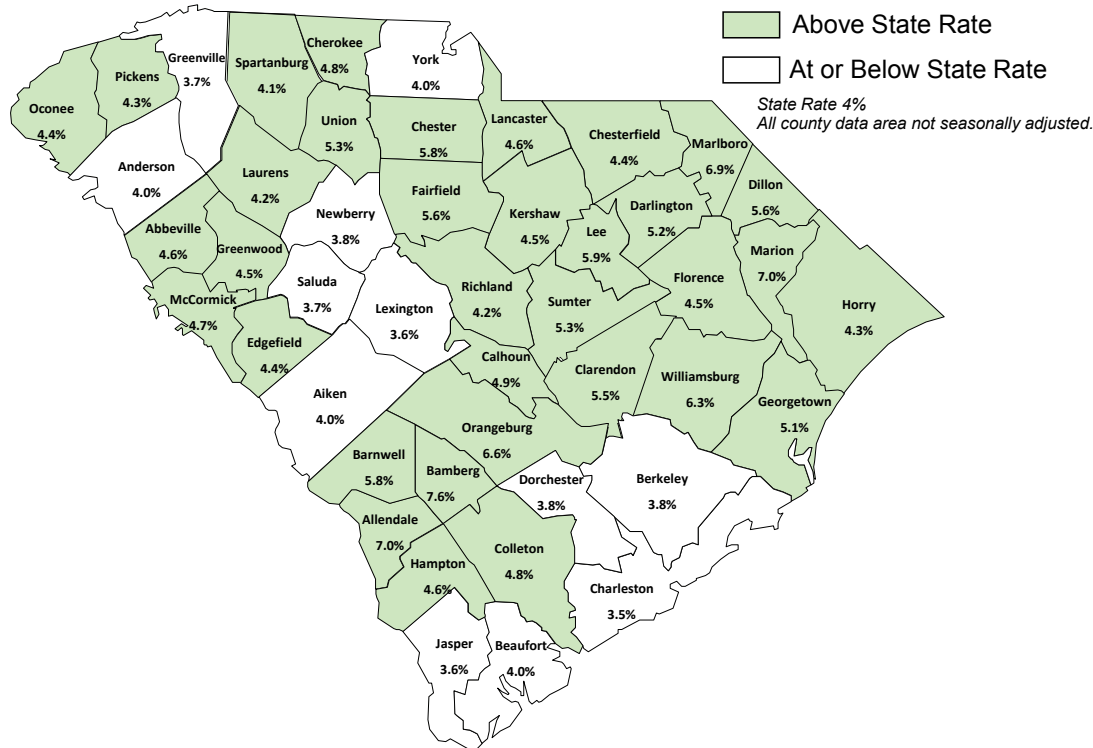 Above State Rate
At or Below State Rate
State Rate 4%
All county data area not seasonally adjusted.
Cherokee
4.8%
York
4.0%
Greenville
3.7%
Spartanburg
4.1%
Pickens
4.3%
Oconee
4.4%
Union
5.3%
Chester
5.8%
Lancaster
4.6%
Chesterfield
4.4%
Marlboro
6.9%
Dillon
5.6%
Anderson
4.0%
Laurens
4.2%
Fairfield
5.6%
Kershaw
4.5%
Darlington
5.2%
Lee
5.9%
Newberry
3.8%
Abbeville
4.6%
Greenwood
4.5%
Marion
7.0%
Florence
4.5%
Saluda
3.7%
Lexington
3.6%
Richland
4.2%
Sumter
5.3%
Horry
4.3%
McCormick
4.7%
Edgefield
4.4%
Calhoun
4.9%
Clarendon
5.5%
Williamsburg
6.3%
Georgetown
5.1%
Aiken
4.0%
Orangeburg
6.6%
Barnwell
5.8%
Bamberg
7.6%
Dorchester
3.8%
Berkeley
3.8%
Allendale
7.0%
Hampton
4.6%
Colleton
4.8%
Charleston
3.5%
Jasper
3.6%
Beaufort
4.0%